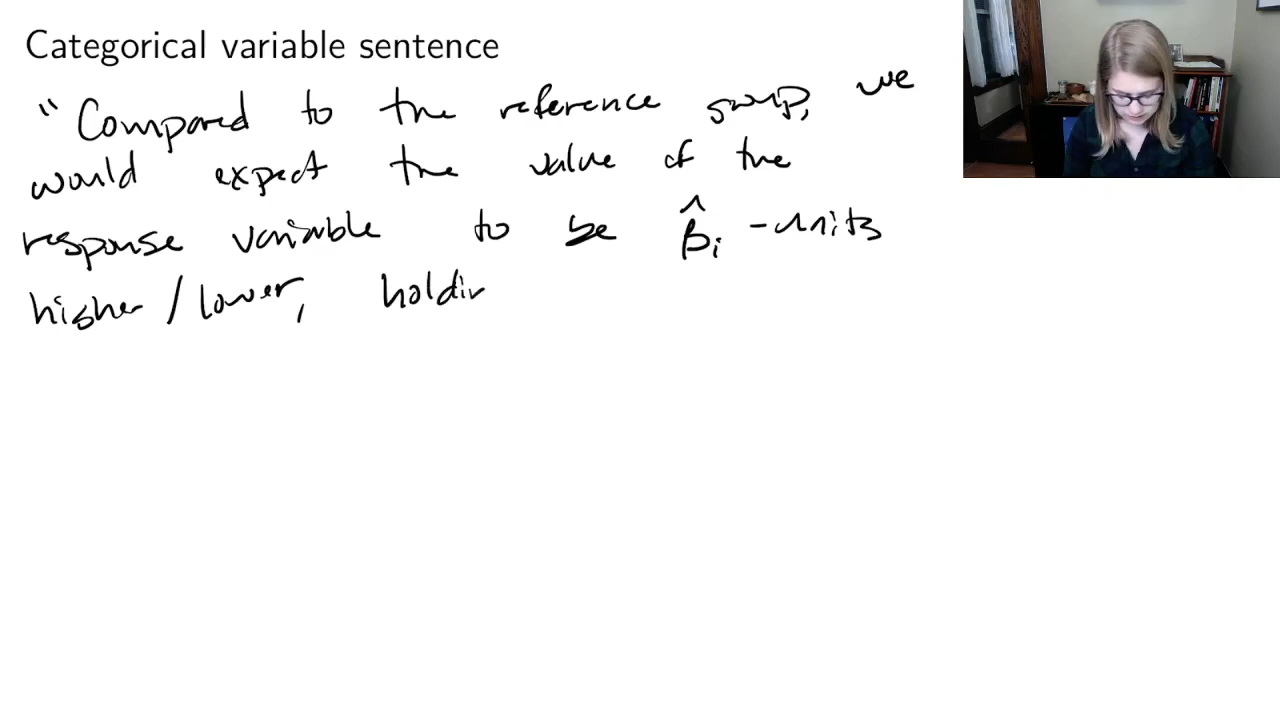 Categorical variable sentence
"Compared to the reference group, we
would expect the value of the
response variable to be β̂ᵢ -units
higher / lower, holdin